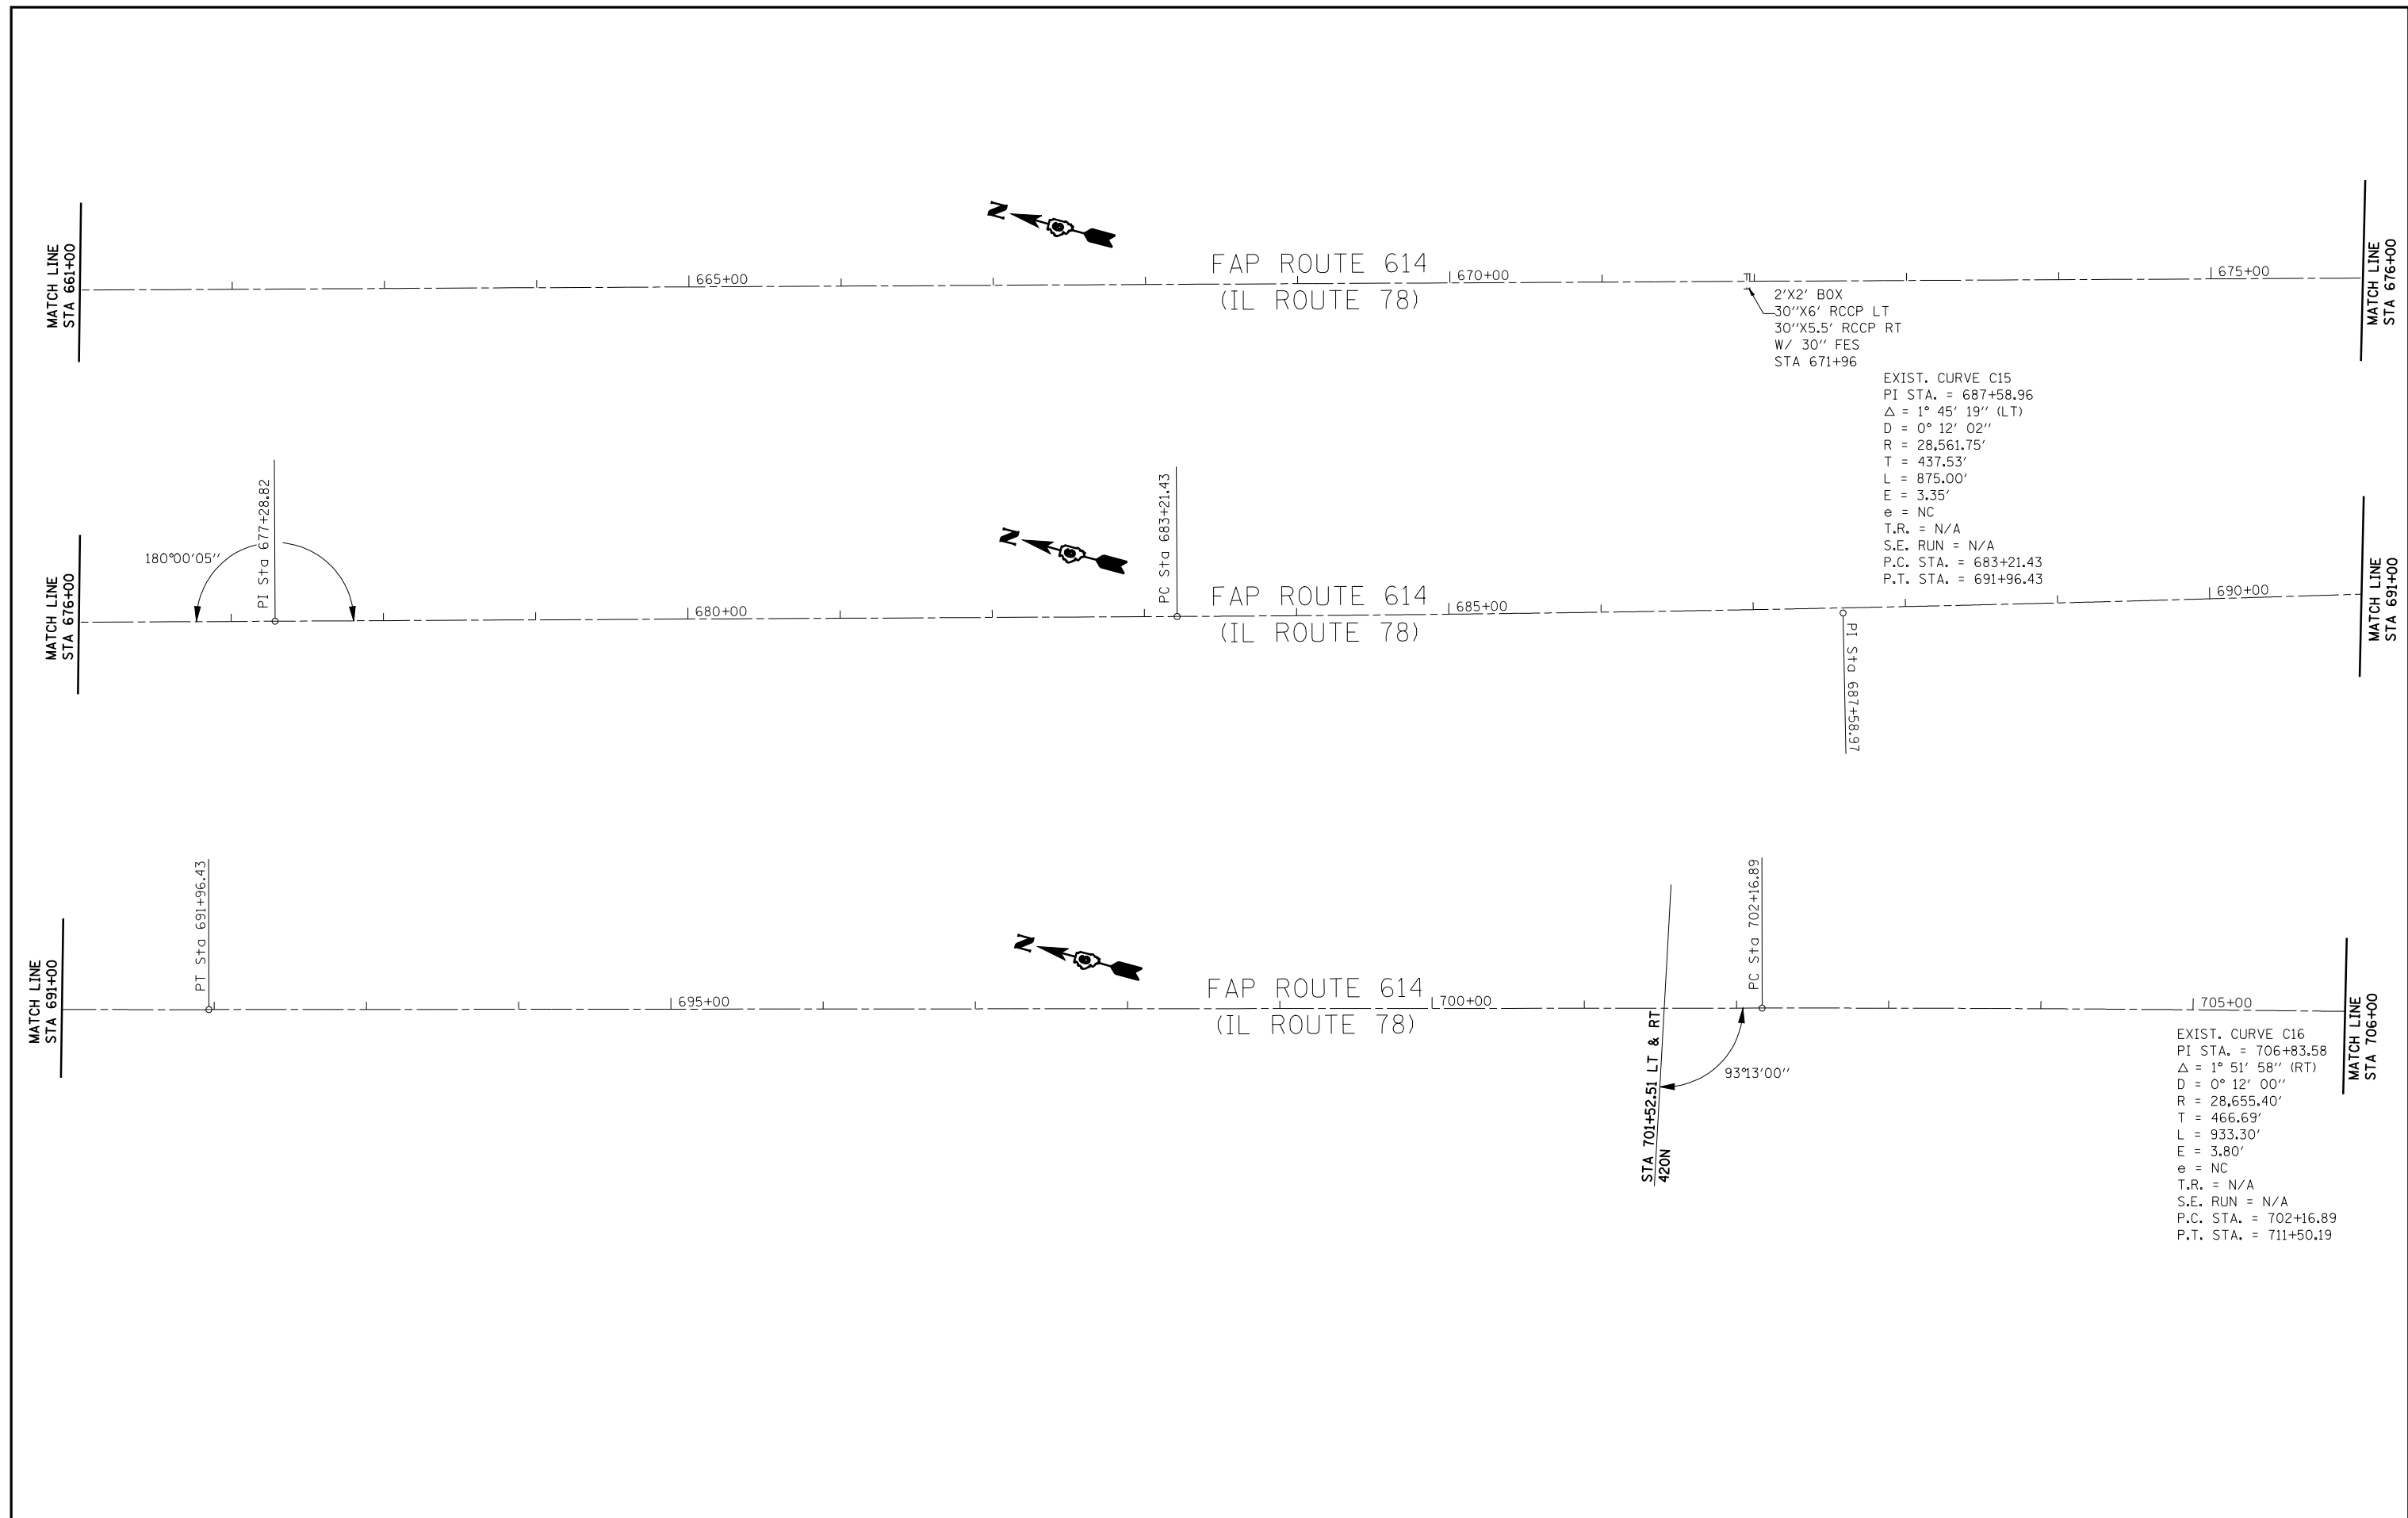 MATCH LINE
STA 661+00
N
665+00
FAP ROUTE 614
(IL ROUTE 78)
670+00
2'X2' BOX
30"X6' RCCP LT
30"X5.5' RCCP RT
W/ 30" FES
STA 671+96
675+00
MATCH LINE
STA 676+00
EXIST. CURVE C15
PI STA. = 687+58.96
Δ = 1° 45' 19" (LT)
D = 0° 12' 02"
R = 28,561.75'
T = 437.53'
L = 875.00'
E = 3.35'
e = NC
T.R. = N/A
S.E. RUN = N/A
P.C. STA. = 683+21.43
P.T. STA. = 691+96.43
MATCH LINE
STA 676+00
180°00'05"
PI Sta 677+28.82
680+00
N
PC Sta 683+21.43
FAP ROUTE 614
(IL ROUTE 78)
685+00
PI Sta 687+58.97
690+00
MATCH LINE
STA 691+00
MATCH LINE
STA 691+00
PT Sta 691+96.43
695+00
N
FAP ROUTE 614
(IL ROUTE 78)
700+00
STA 701+52.51 LT & RT
420N
93°13'00"
PC Sta 702+16.89
705+00
MATCH LINE
STA 706+00
EXIST. CURVE C16
PI STA. = 706+83.58
Δ = 1° 51' 58" (RT)
D = 0° 12' 00"
R = 28,655.40'
T = 466.69'
L = 933.30'
E = 3.80'
e = NC
T.R. = N/A
S.E. RUN = N/A
P.C. STA. = 702+16.89
P.T. STA. = 711+50.19